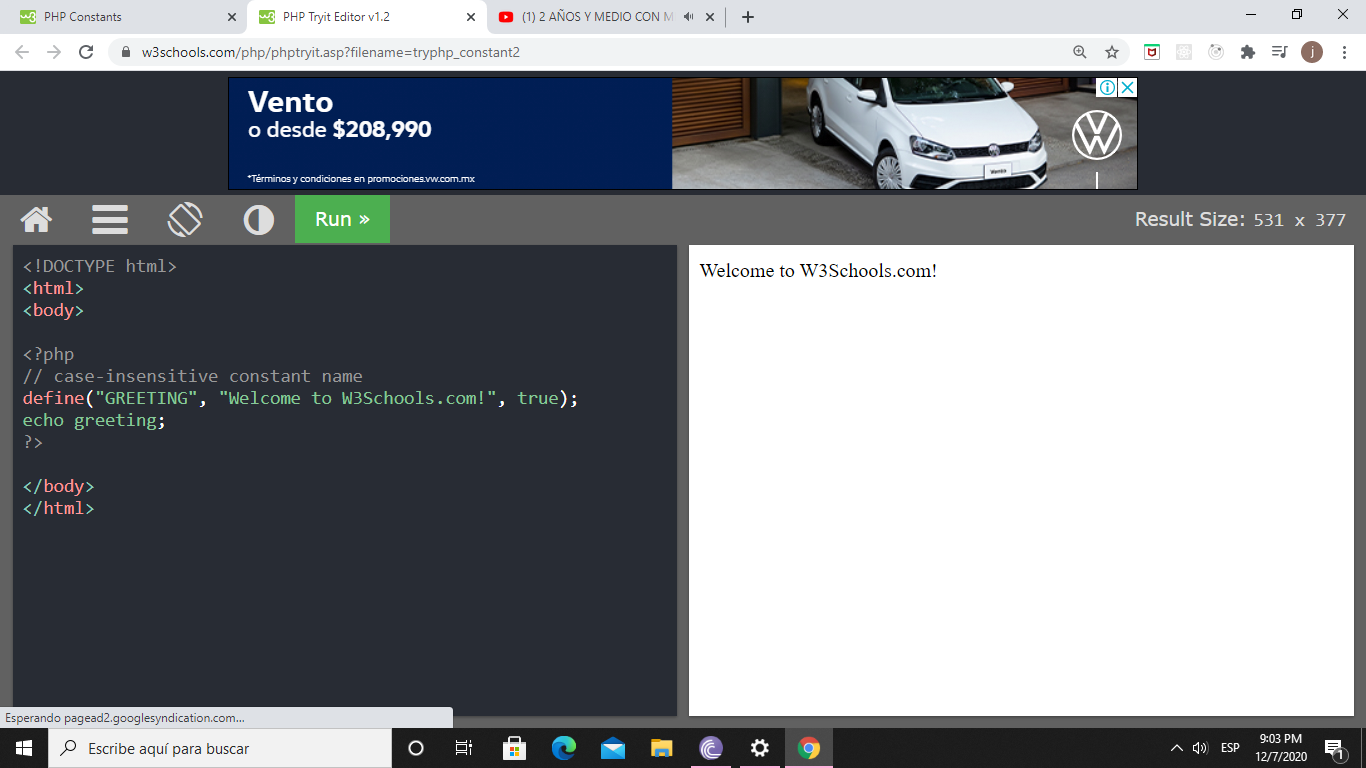 PHP Constants
PHP Tryit Editor v1.2
(1) 2 AÑOS Y MEDIO CON M
w3schools.com/php/phptryit.asp?filename=tryphp_constant2
j
Vento
o desde $208,990
*Términos y condiciones en promociones.vw.com.mx
Vento
Run »
Result Size: 531 x 377
<!DOCTYPE html>
<html>
<body>
<?php
// case-insensitive constant name
define("GREETING", "Welcome to W3Schools.com!", true);
echo greeting;
?>
</body>
</html>
Welcome to W3Schools.com!
Esperando pagead2.googlesyndication.com...
Escribe aquí para buscar
ESP
9:03 PM
12/7/2020
1